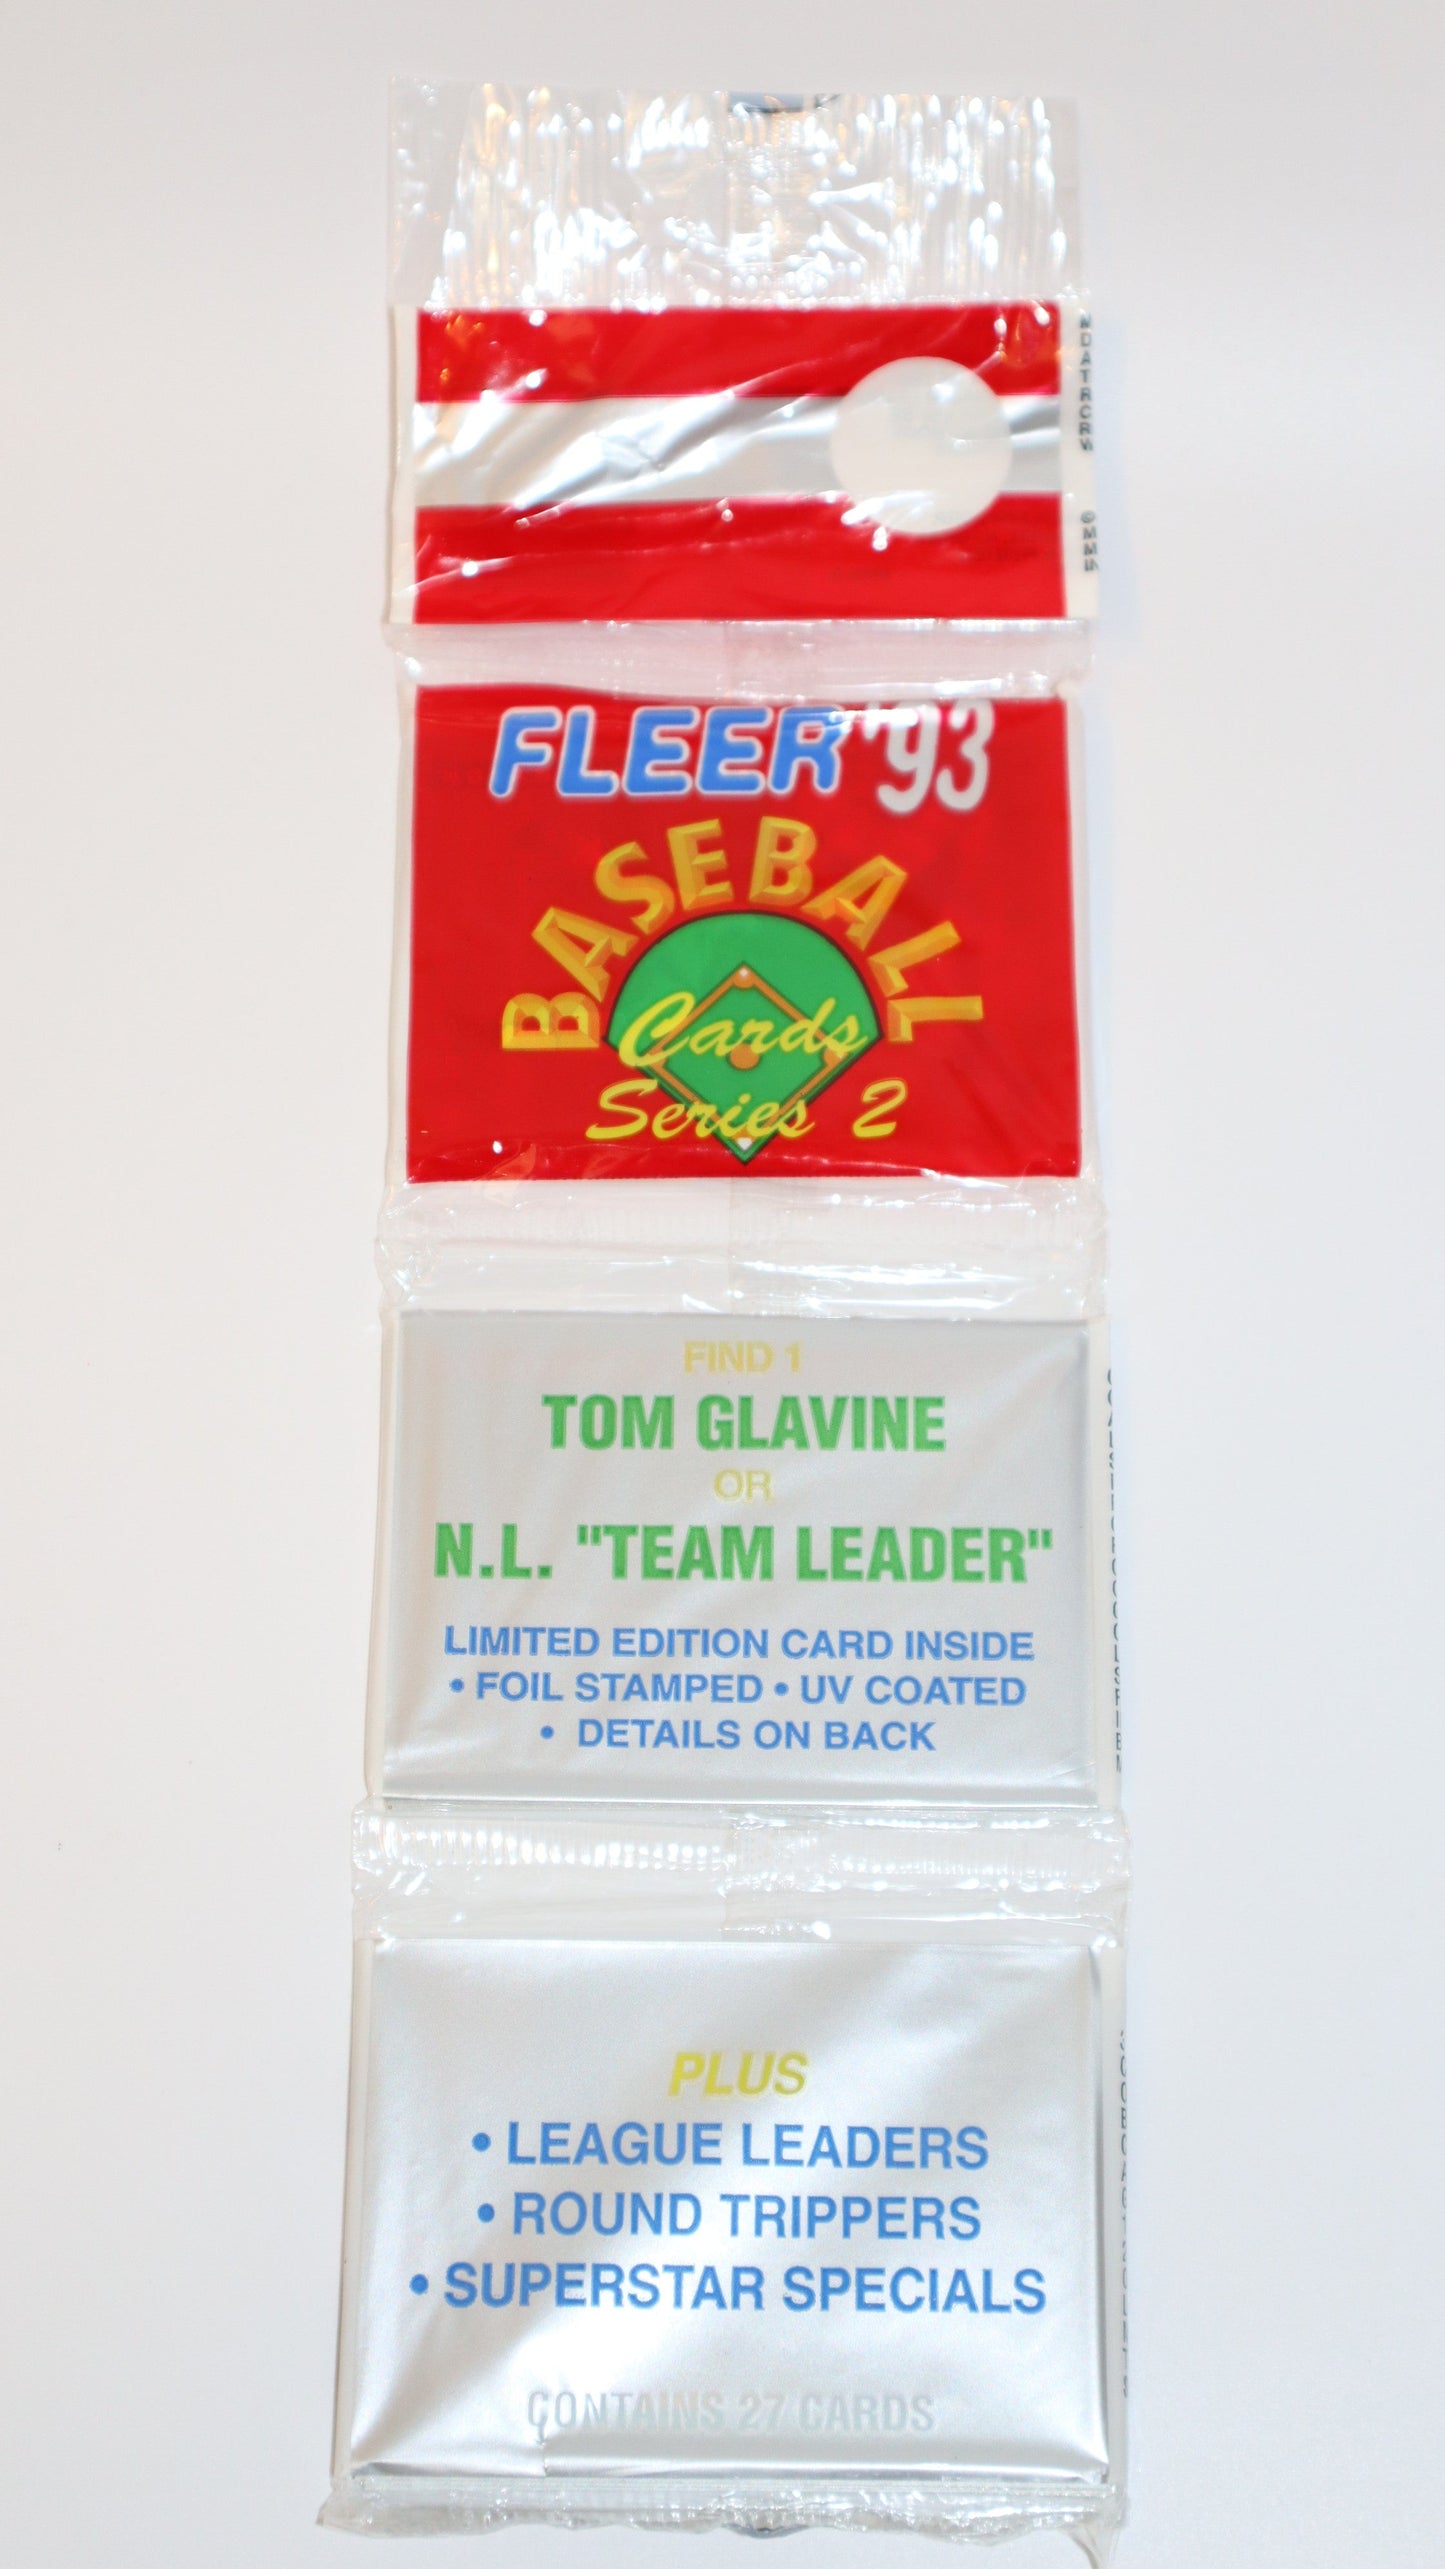 FLEER '93
BASEBALL
Cards
Series 2
FIND 1
TOM GLAVINE
OR
N.L. "TEAM LEADER"
LIMITED EDITION CARD INSIDE
• FOIL STAMPED • UV COATED
• DETAILS ON BACK
PLUS
• LEAGUE LEADERS
• ROUND TRIPPERS
• SUPERSTAR SPECIALS
CONTAINS 27 CARDS